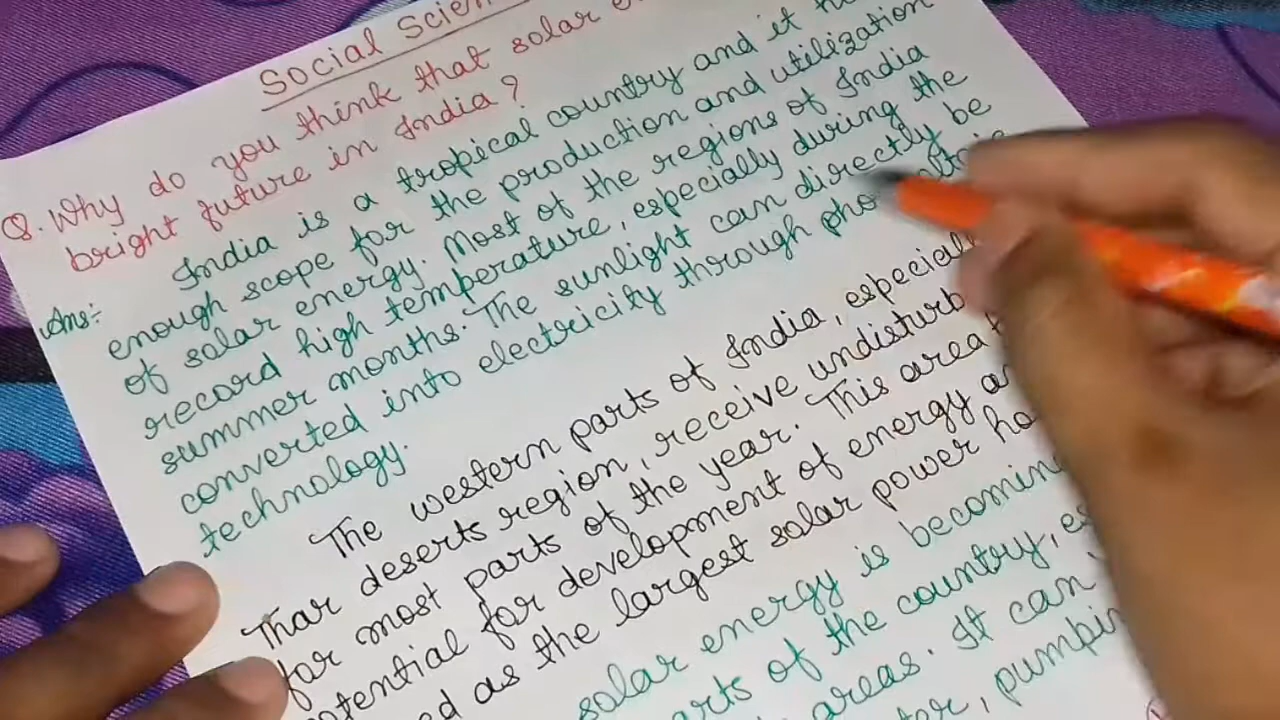 Social Scien
Q. Why do you think that solar e
bright future in India?
Ans:- India is a tropical country and it h
enough scope for the production and utilization
of solar energy. Most of the regions of India
record high temperature, especially during the
summer months. The sunlight can directly be
converted into electricity through pho
technology.
The western parts of India, especial
Thar deserts region, receive undisturb
for most parts of the year. This area
potential for development of energy
as the largest solar power ho
solar energy is becoming
parts of the country, es
areas. It can
pumpin